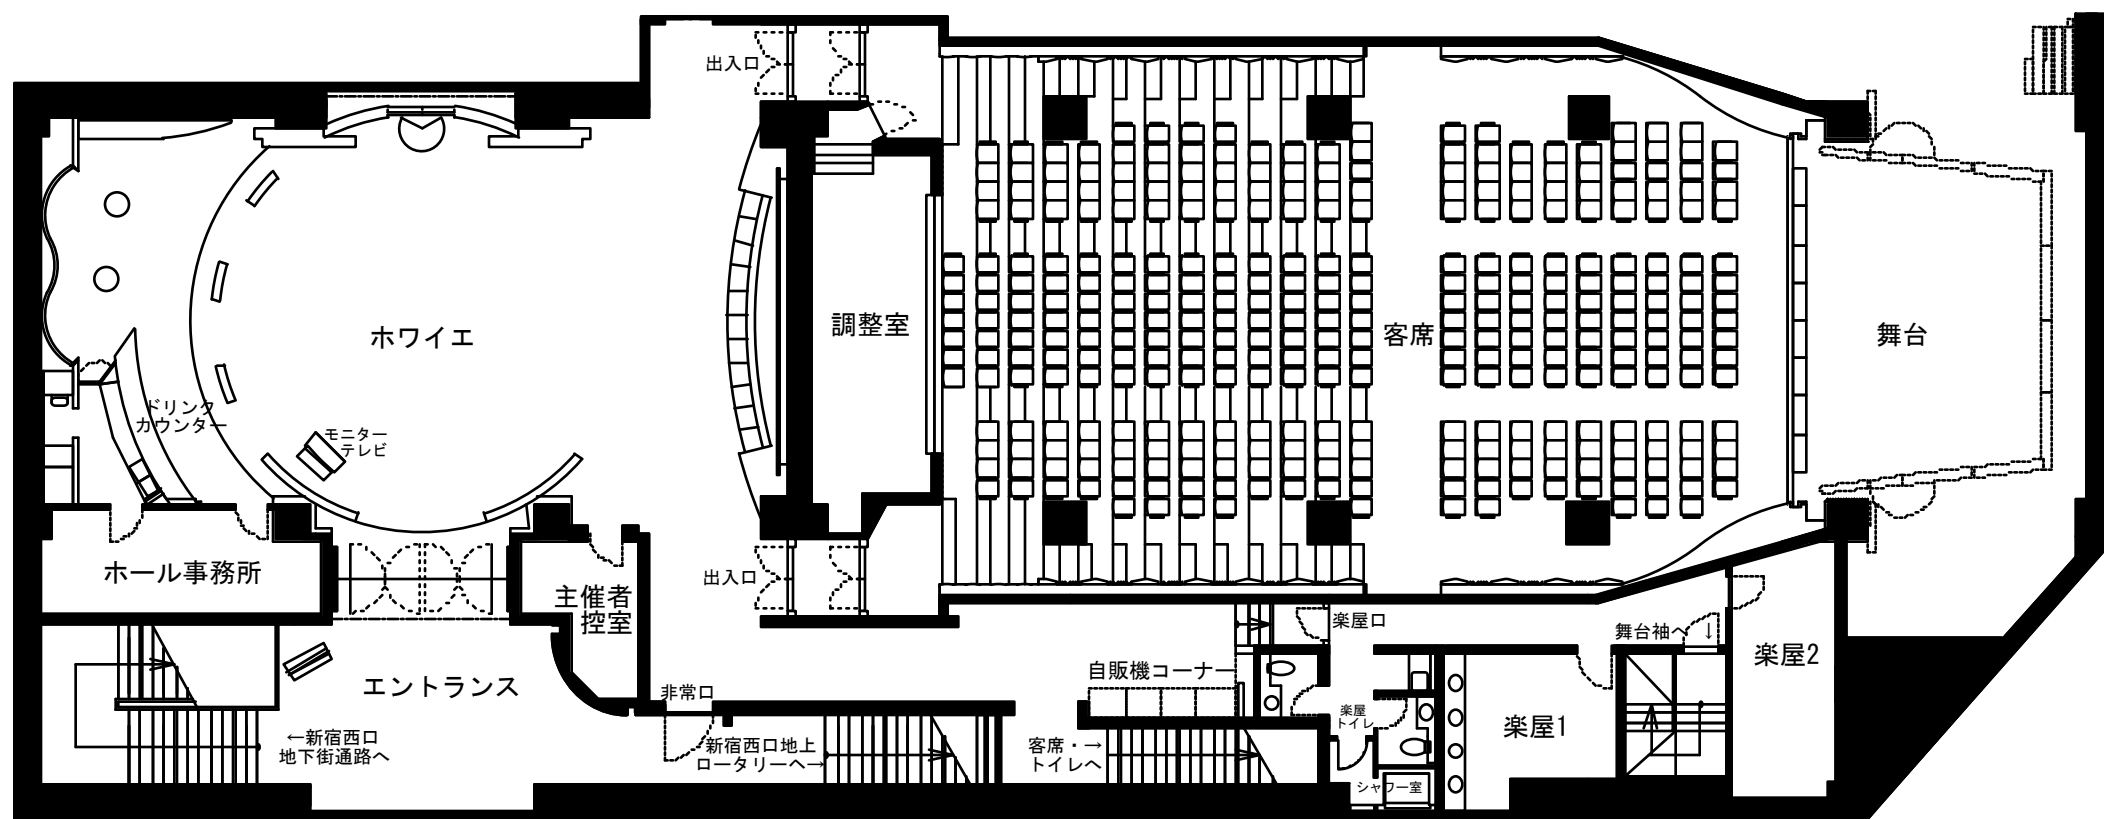 出入口
ホワイエ
調整室
客席
舞台
ドリンク
カウンター
モニター
テレビ
ホール事務所
主催者
控室
出入口
楽屋口
舞台袖へ↓
楽屋2
エントランス
非常口
自販機コーナー
楽屋
トイレ
楽屋1
←新宿西口
地下街通路へ
新宿西口地上
ロータリーへ→
客席・→
トイレへ
シャワー室